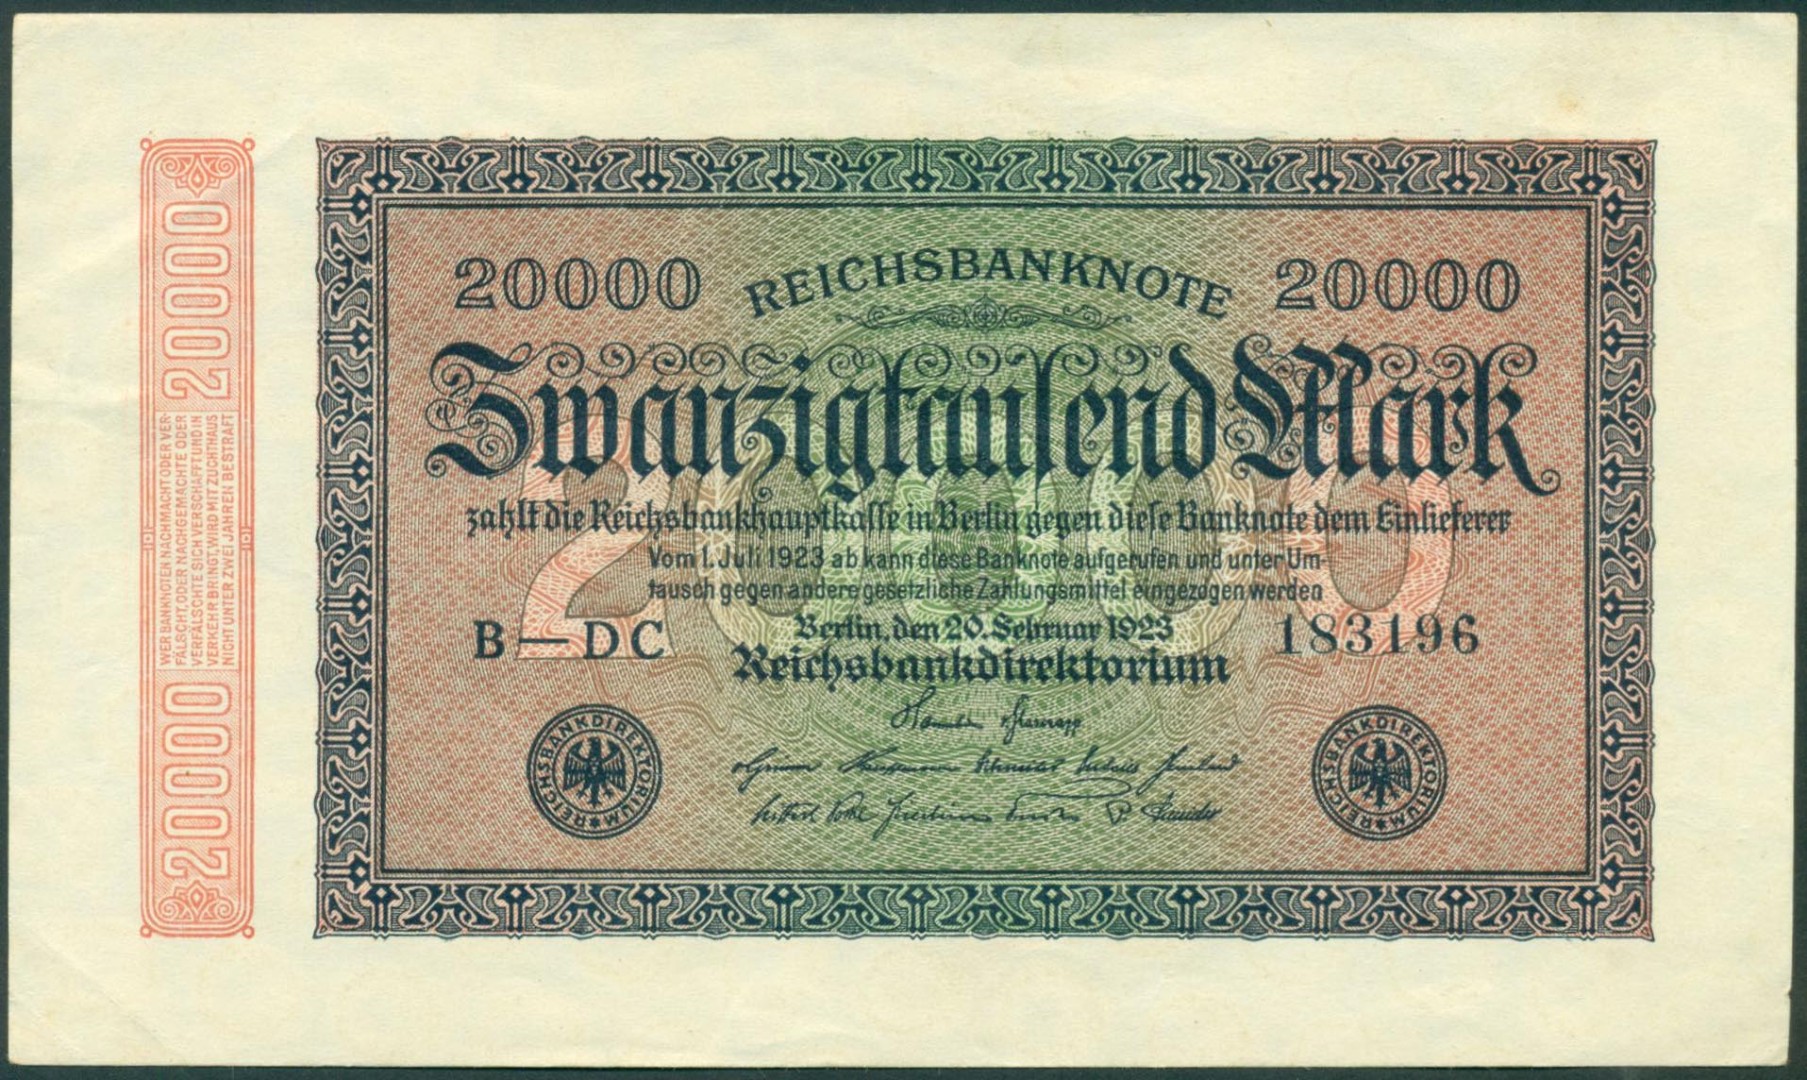 20000
WER BANKNOTEN NACHMACHT ODER VER-
FÄLSCHT, ODER NACHGEMACHTE ODER
VERFÄLSCHTE SICH VERSCHAFFT UND IN
VERKEHR BRINGT, WIRD MIT ZUCHTHAUS
NICHT UNTER ZWEI JAHREN BESTRAFT
20000
20000 REICHSBANKNOTE 20000
Zwanzigtausend Mark
20000
zahlt die Reichsbankhauptkasse in Berlin gegen diese Banknote dem Einlieferer
Vom 1. Juli 1923 ab kann diese Banknote aufgerufen und unter Um-
tausch gegen andere gesetzliche Zahlungsmittel eingezogen werden
B — DC
Berlin, den 20. Februar 1923
183196
Reichsbankdirektorium
REICHSBANKDIREKTORIUM
REICHSBANKDIREKTORIUM